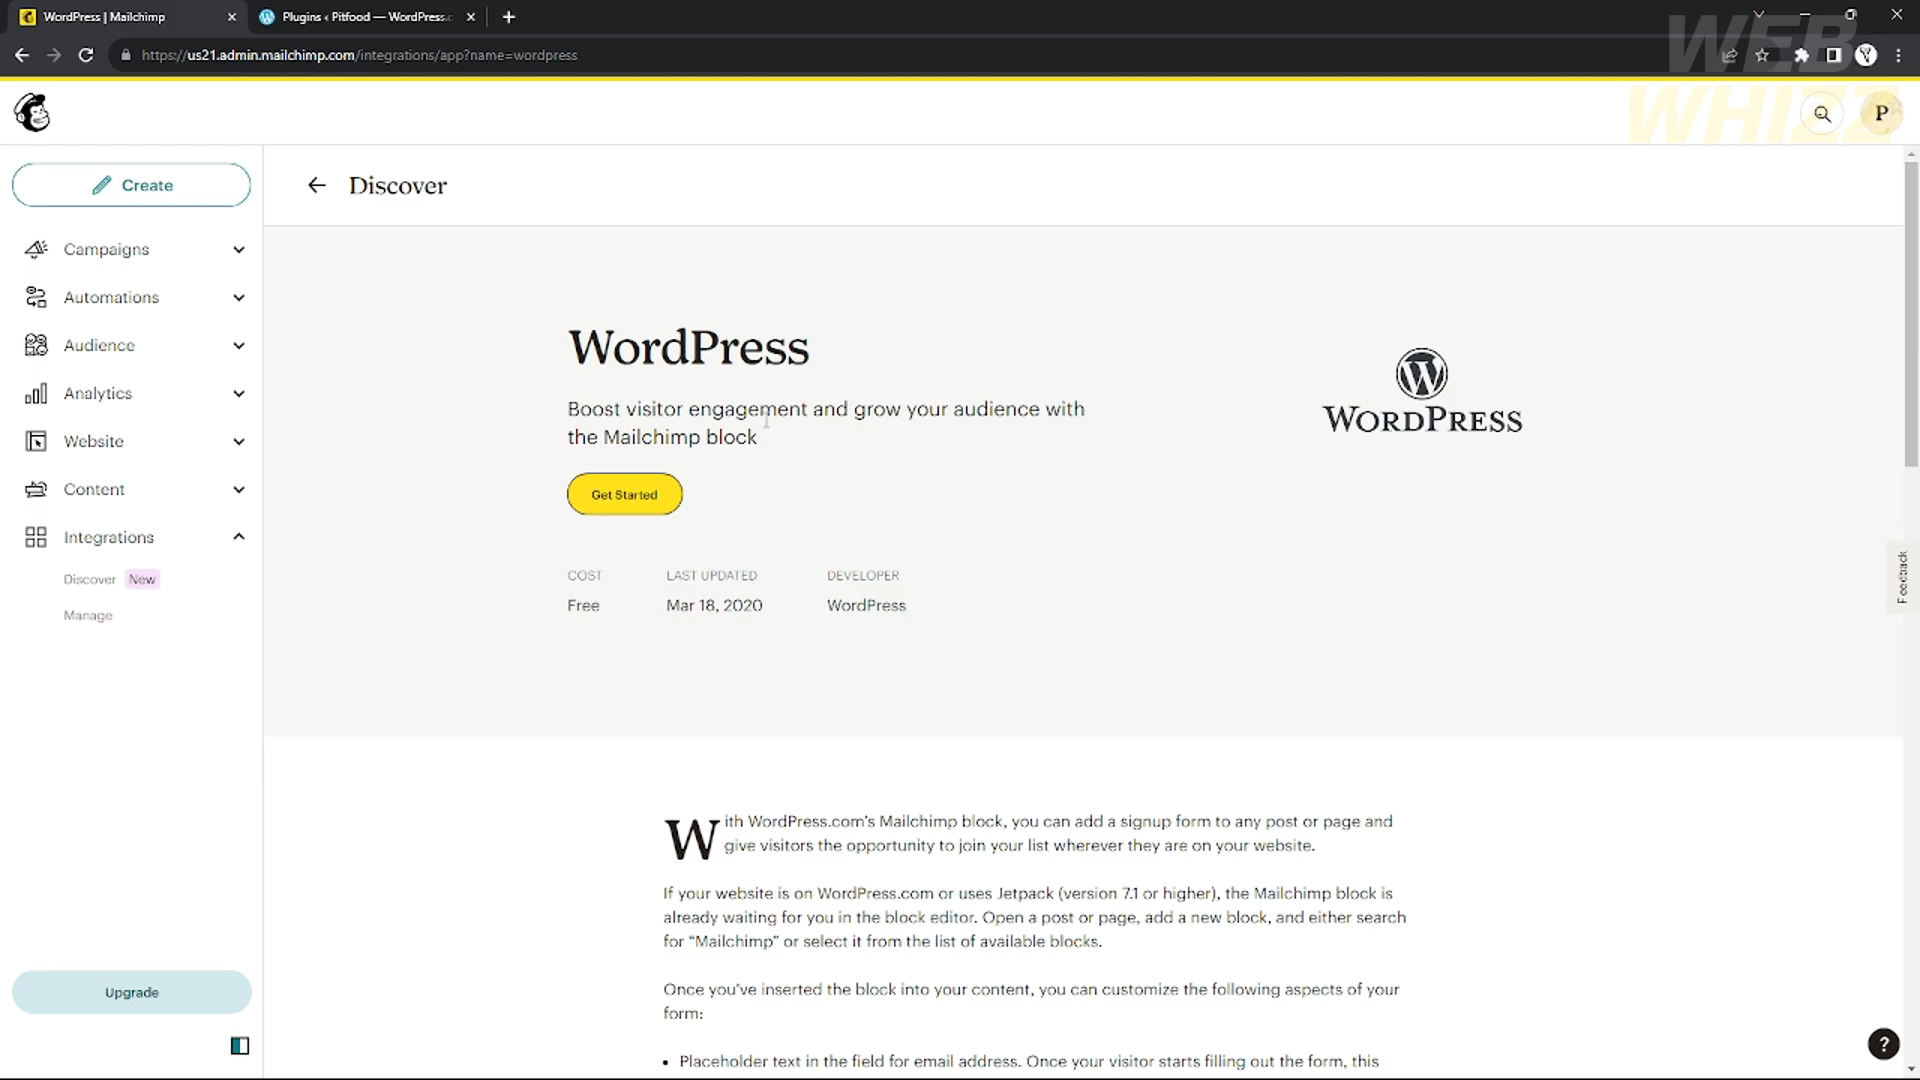 WordPress | Mailchimp
Plugins ‹ Pitfood — WordPress.c
https://us21.admin.mailchimp.com/integrations/app?name=wordpress
WEB
WHIZZ
P
Create
Discover
Campaigns
Automations
Audience
Analytics
Website
Content
Integrations
Discover New
Manage
Upgrade
WordPress
Boost visitor engagement and grow your audience with
the Mailchimp block
Get Started
COST LAST UPDATED DEVELOPER
Free Mar 18, 2020 WordPress
WORDPRESS
Feedback
With WordPress.com's Mailchimp block, you can add a signup form to any post or page and
give visitors the opportunity to join your list wherever they are on your website.
If your website is on WordPress.com or uses Jetpack (version 7.1 or higher), the Mailchimp block is
already waiting for you in the block editor. Open a post or page, add a new block, and either search
for “Mailchimp” or select it from the list of available blocks.
Once you've inserted the block into your content, you can customize the following aspects of your
form:
• Placeholder text in the field for email address. Once your visitor starts filling out the form, this
?